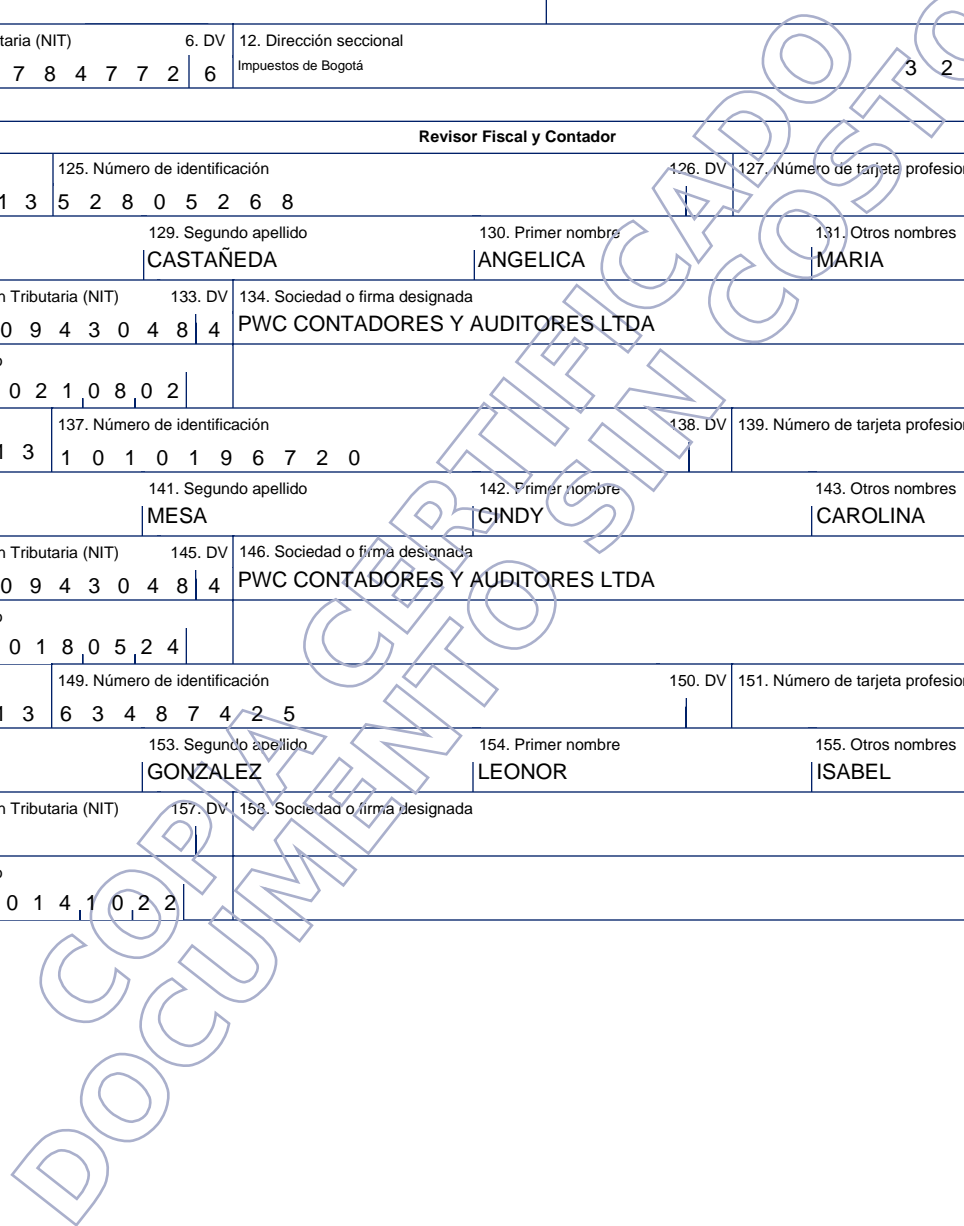 taria (NIT) 6. DV 12. Dirección seccional
7 8 4 7 7 2 6 Impuestos de Bogotá 3 2
Revisor Fiscal y Contador
125. Número de identificación 126. DV 127. Número de tarjeta profesion
1 3 5 2 8 0 5 2 6 8
129. Segundo apellido 130. Primer nombre 131. Otros nombres
CASTAÑEDA ANGELICA MARIA
n Tributaria (NIT) 133. DV 134. Sociedad o firma designada
0 9 4 3 0 4 8 4 PWC CONTADORES Y AUDITORES LTDA
o
0 2 1 0 8 0 2
137. Número de identificación 138. DV 139. Número de tarjeta profesion
1 3 1 0 1 0 1 9 6 7 2 0
141. Segundo apellido 142. Primer nombre 143. Otros nombres
MESA CINDY CAROLINA
n Tributaria (NIT) 145. DV 146. Sociedad o firma designada
0 9 4 3 0 4 8 4 PWC CONTADORES Y AUDITORES LTDA
o
0 1 8 0 5 2 4
149. Número de identificación 150. DV 151. Número de tarjeta profesion
1 3 6 3 4 8 7 4 2 5
153. Segundo apellido 154. Primer nombre 155. Otros nombres
GONZALEZ LEONOR ISABEL
n Tributaria (NIT) 157. DV 158. Sociedad o firma designada
o
0 1 4 1 0 2 2
COPIA CERTIFICADO
DOCUMENTO SIN COSTO